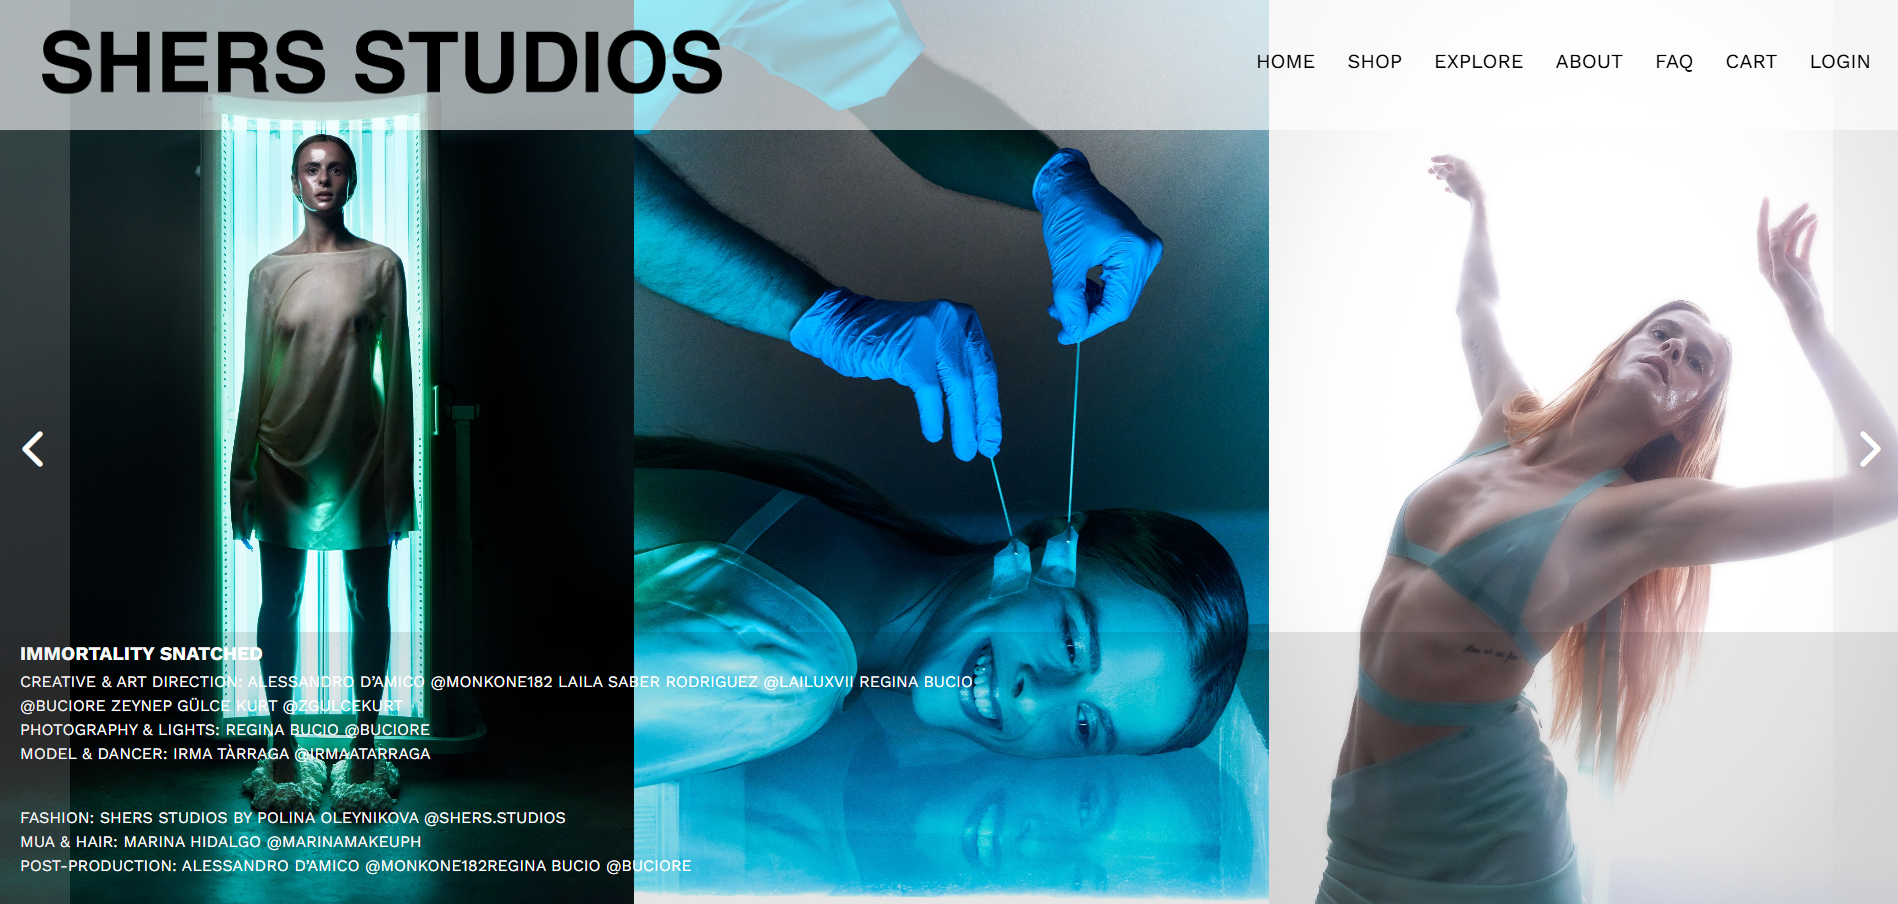 SHERS STUDIOS
HOME SHOP EXPLORE ABOUT FAQ CART LOGIN
IMMORTALITY SNATCHED
CREATIVE & ART DIRECTION: ALESSANDRO D'AMICO @MONKONE182 LAILA SABER RODRIGUEZ @LAILUXVII REGINA BUCIO
@BUCIORE ZEYNEP GÜLCE KURT @ZGULCEKURT
PHOTOGRAPHY & LIGHTS: REGINA BUCIO @BUCIORE
MODEL & DANCER: IRMA TÀRRAGA @IRMAATARRAGA
FASHION: SHERS STUDIOS BY POLINA OLEYNIKOVA @SHERS.STUDIOS
MUA & HAIR: MARINA HIDALGO @MARINAMAKEUPH
POST-PRODUCTION: ALESSANDRO D'AMICO @MONKONE182REGINA BUCIO @BUCIORE